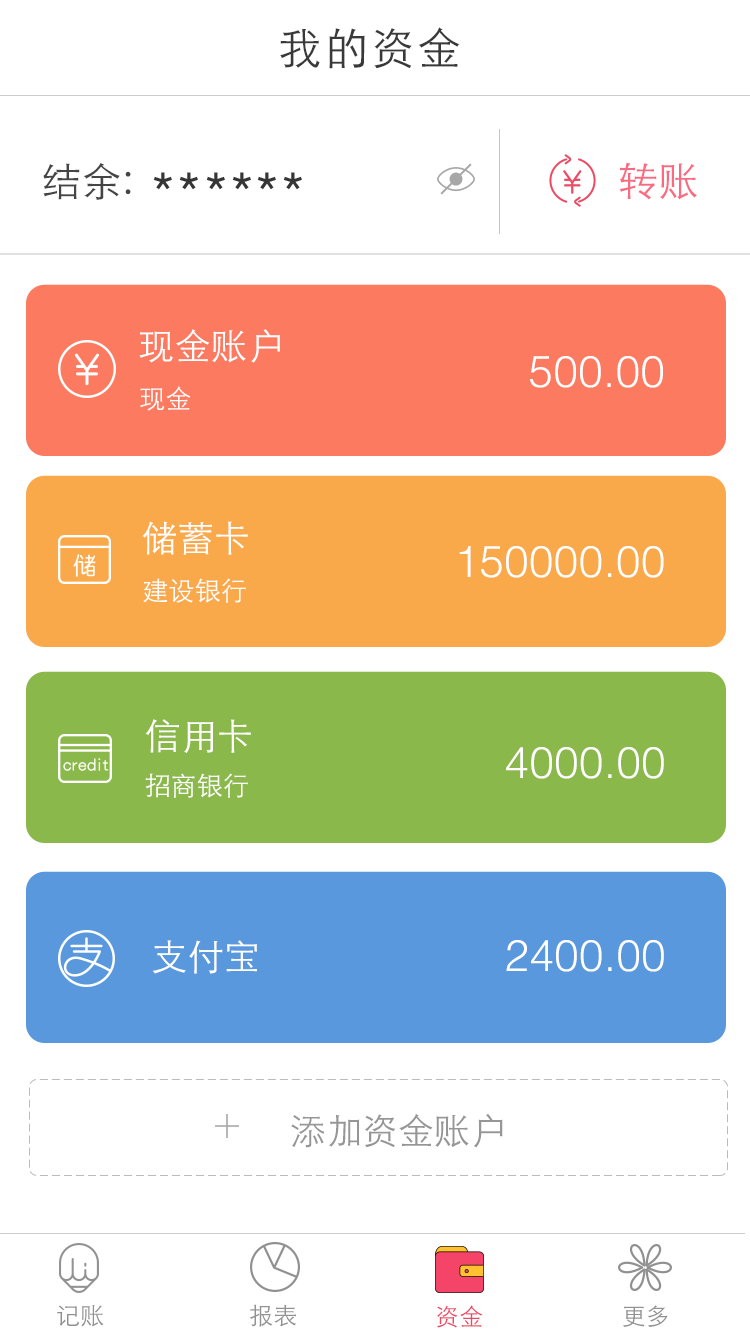 我的资金
结余: ******
¥ 转账
¥
现金账户
现金
500.00
储
储蓄卡
建设银行
150000.00
credit
信用卡
招商银行
4000.00
支
支付宝
2400.00
+ 添加资金账户
记账 报表 资金 更多